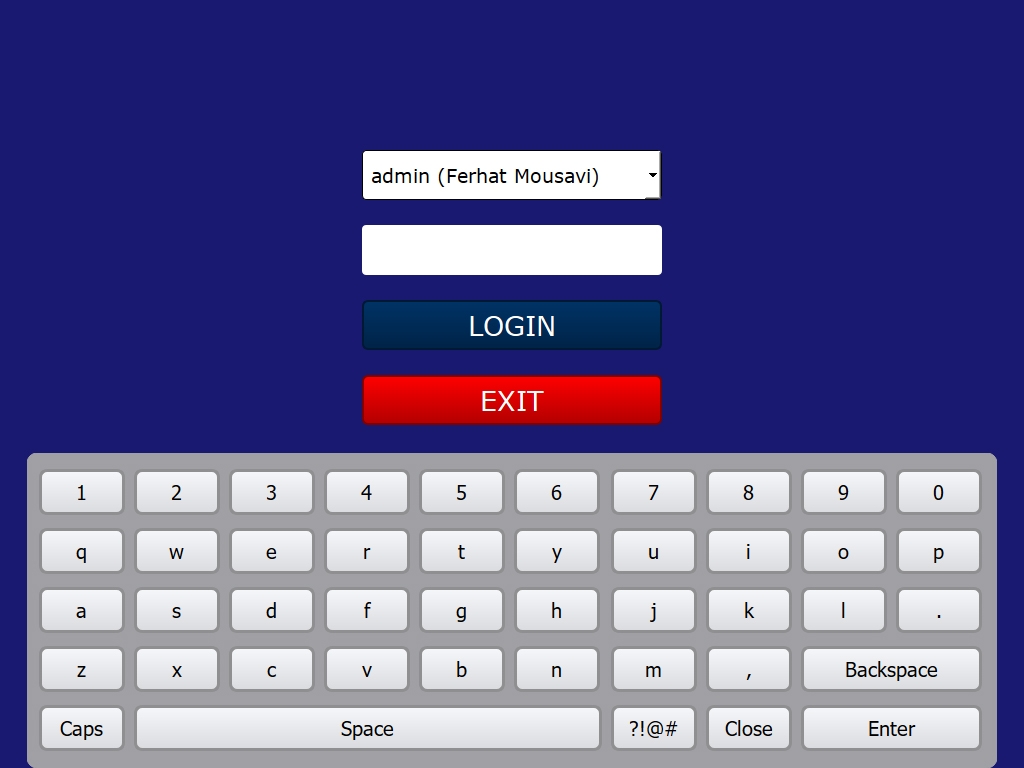 admin (Ferhat Mousavi)
LOGIN
EXIT
1 2 3 4 5 6 7 8 9 0
q w e r t y u i o p
a s d f g h j k l .
z x c v b n m , Backspace
Caps Space ?!@# Close Enter